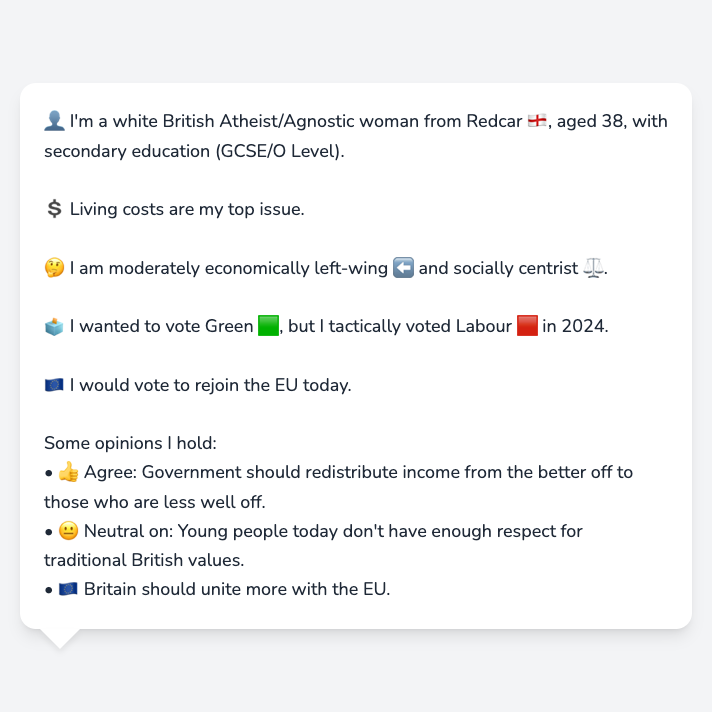 👤 I'm a white British Atheist/Agnostic woman from Redcar 🏴󠁧󠁢󠁥󠁮󠁧󠁿, aged 38, with
secondary education (GCSE/O Level).
💲 Living costs are my top issue.
🤔 I am moderately economically left-wing ⬅️ and socially centrist ⚖️.
🗳️ I wanted to vote Green 🟩, but I tactically voted Labour 🟥 in 2024.
🇪🇺 I would vote to rejoin the EU today.
Some opinions I hold:
• 👍 Agree: Government should redistribute income from the better off to
those who are less well off.
• 😐 Neutral on: Young people today don't have enough respect for
traditional British values.
• 🇪🇺 Britain should unite more with the EU.